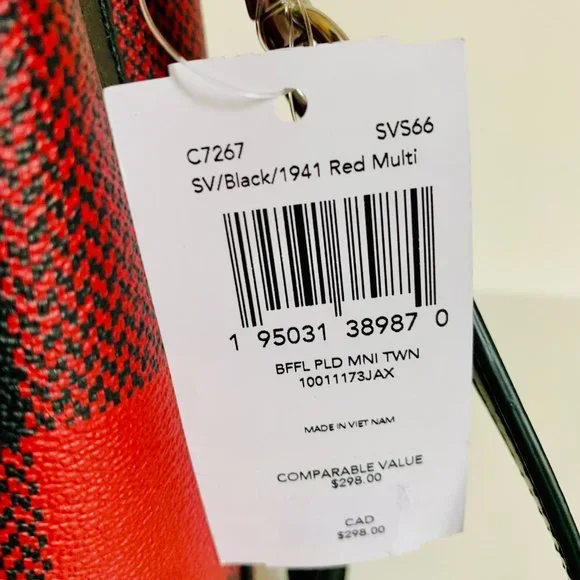 C7267 SVS66
SV/Black/1941 Red Multi
1 95031 38987 0
BFFL PLD MNI TWN
10011173JAX
MADE IN VIET NAM
COMPARABLE VALUE
$298.00
CAD
$298.00